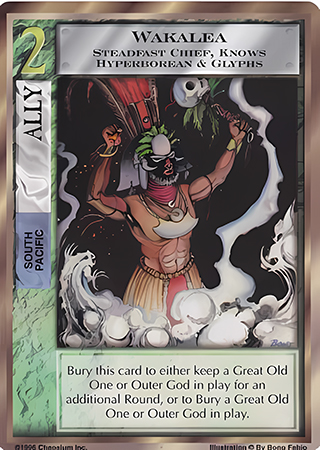 2
WAKALEA
STEADFAST CHIEF, KNOWS
HYPERBOREAN & GLYPHS
ALLY
SOUTH
PACIFIC
Bury this card to either keep a Great Old
One or Outer God in play for an
additional Round, or to Bury a Great Old
One or Outer God in play.
©1996 Chaosium Inc.
Illustration © By Bong